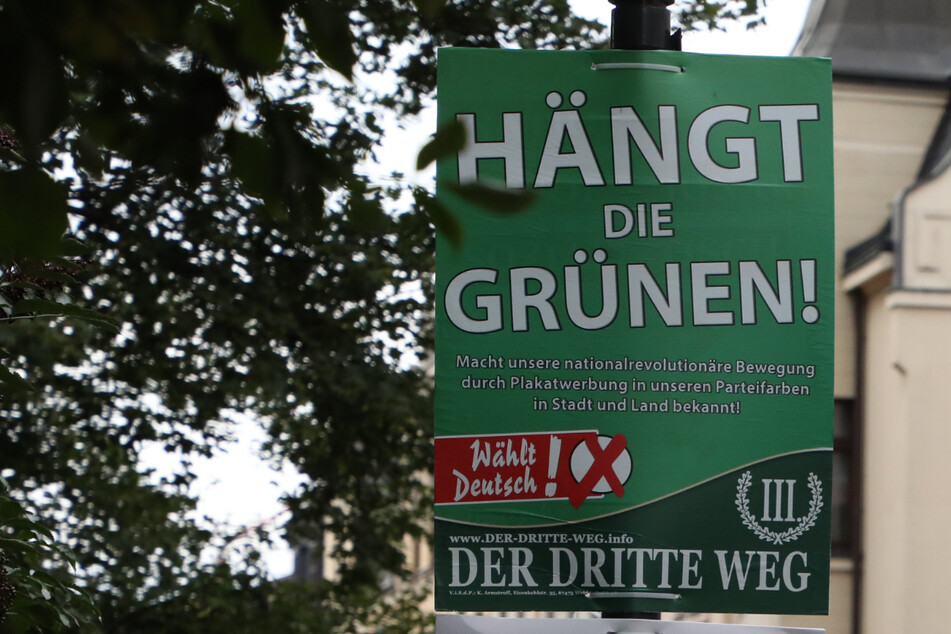 HÄNGT
DIE
GRÜNEN!
Macht unsere nationalrevolutionäre Bewegung
durch Plakatwerbung in unseren Parteifarben
in Stadt und Land bekannt!
Wählt
Deutsch!
III.
www.DER-DRITTE-WEG.info
DER DRITTE WEG
V.i.S.d.P.: K. Armstroff,